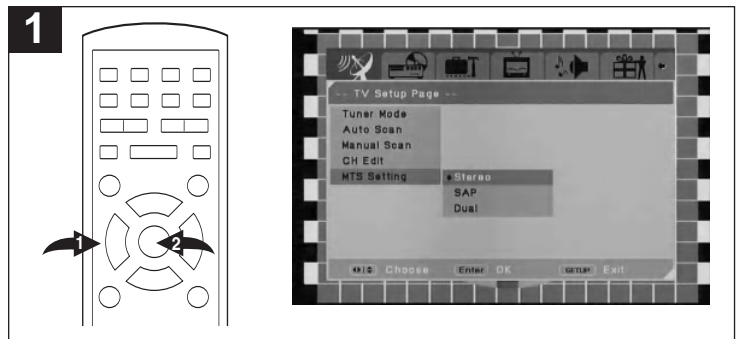 1
1
2
-- TV Setup Page --
Tuner Mode
Auto Scan
Manual Scan
CH Edit
MTS Setting
Stereo
SAP
Dual
Choose Enter OK SETUP Exit